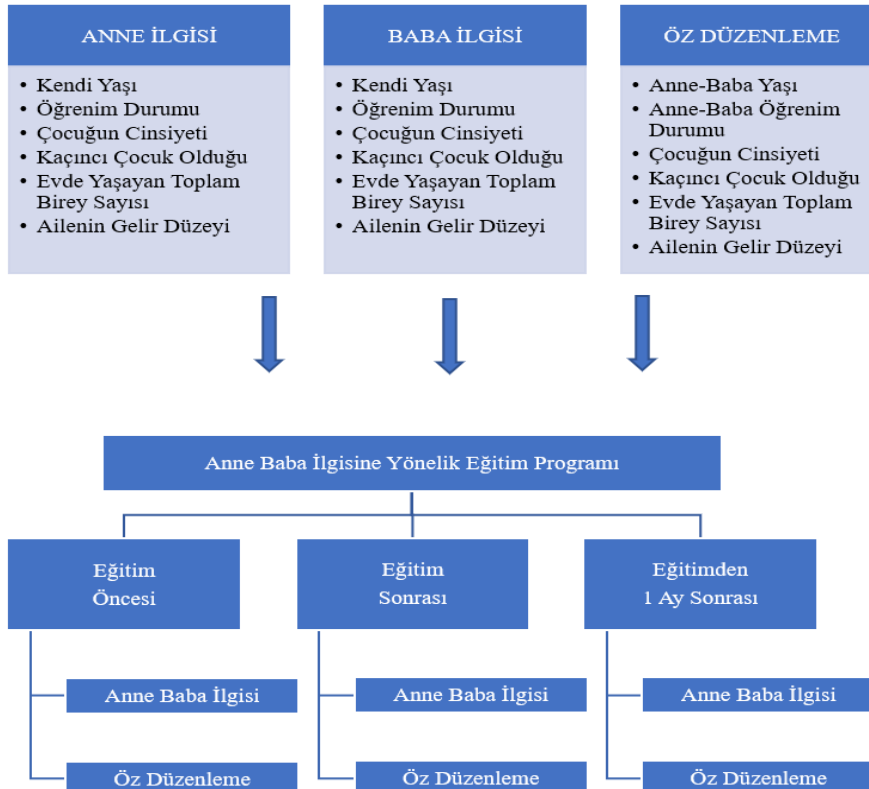 ANNE İLGİSİ
• Kendi Yaşı
• Öğrenim Durumu
• Çocuğun Cinsiyeti
• Kaçıncı Çocuk Olduğu
• Evde Yaşayan Toplam
Birey Sayısı
• Ailenin Gelir Düzeyi
BABA İLGİSİ
• Kendi Yaşı
• Öğrenim Durumu
• Çocuğun Cinsiyeti
• Kaçıncı Çocuk Olduğu
• Evde Yaşayan Toplam
Birey Sayısı
• Ailenin Gelir Düzeyi
ÖZ DÜZENLEME
• Anne-Baba Yaşı
• Anne-Baba Öğrenim
Durumu
• Çocuğun Cinsiyeti
• Kaçıncı Çocuk Olduğu
• Evde Yaşayan Toplam
Birey Sayısı
• Ailenin Gelir Düzeyi
Anne Baba İlgisine Yönelik Eğitim Programı
Eğitim
Öncesi
Anne Baba İlgisi
Öz Düzenleme
Eğitim
Sonrası
Anne Baba İlgisi
Öz Düzenleme
Eğitimden
1 Ay Sonrası
Anne Baba İlgisi
Öz Düzenleme